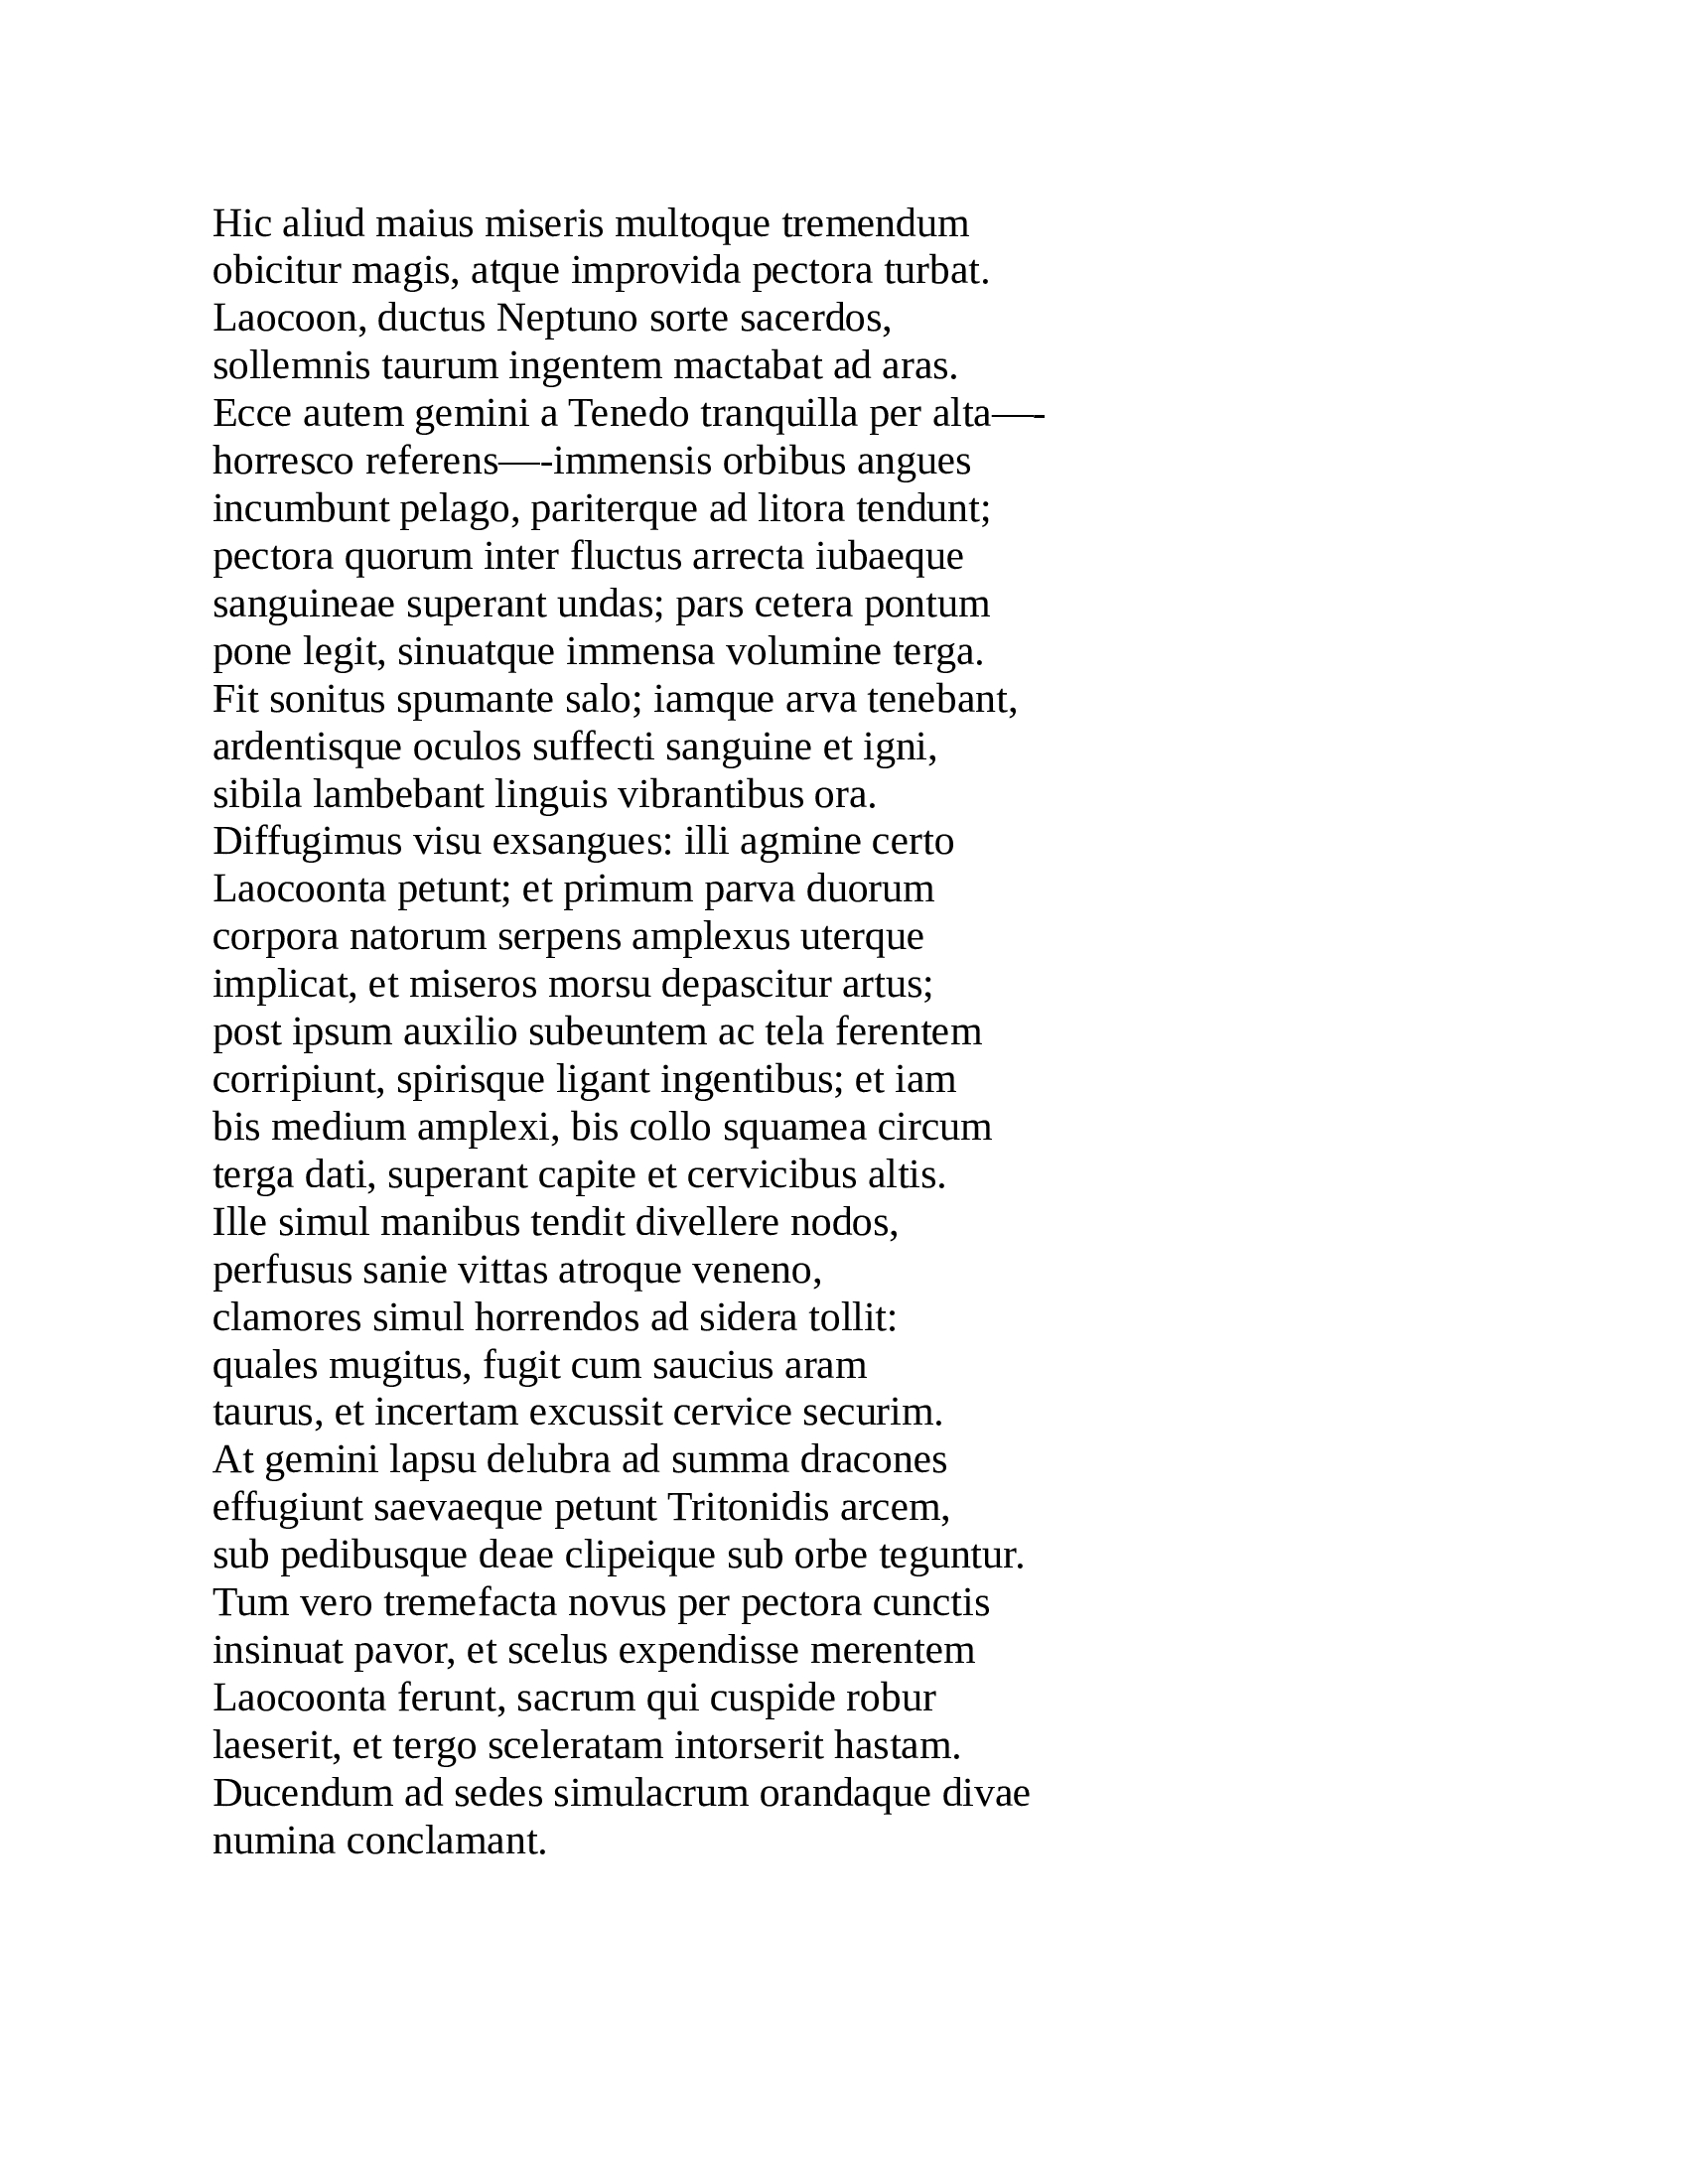 Hic aliud maius miseris multoque tremendum
obicitur magis, atque improvida pectora turbat.
Laocoon, ductus Neptuno sorte sacerdos,
sollemnis taurum ingentem mactabat ad aras.
Ecce autem gemini a Tenedo tranquilla per alta—-
horresco referens—-immensis orbibus angues
incumbunt pelago, pariterque ad litora tendunt;
pectora quorum inter fluctus arrecta iubaeque
sanguineae superant undas; pars cetera pontum
pone legit, sinuatque immensa volumine terga.
Fit sonitus spumante salo; iamque arva tenebant,
ardentisque oculos suffecti sanguine et igni,
sibila lambebant linguis vibrantibus ora.
Diffugimus visu exsangues: illi agmine certo
Laocoonta petunt; et primum parva duorum
corpora natorum serpens amplexus uterque
implicat, et miseros morsu depascitur artus;
post ipsum auxilio subeuntem ac tela ferentem
corripiunt, spirisque ligant ingentibus; et iam
bis medium amplexi, bis collo squamea circum
terga dati, superant capite et cervicibus altis.
Ille simul manibus tendit divellere nodos,
perfusus sanie vittas atroque veneno,
clamores simul horrendos ad sidera tollit:
quales mugitus, fugit cum saucius aram
taurus, et incertam excussit cervice securim.
At gemini lapsu delubra ad summa dracones
effugiunt saevaeque petunt Tritonidis arcem,
sub pedibusque deae clipeique sub orbe teguntur.
Tum vero tremefacta novus per pectora cunctis
insinuat pavor, et scelus expendisse merentem
Laocoonta ferunt, sacrum qui cuspide robur
laeserit, et tergo sceleratam intorserit hastam.
Ducendum ad sedes simulacrum orandaque divae
numina conclamant.